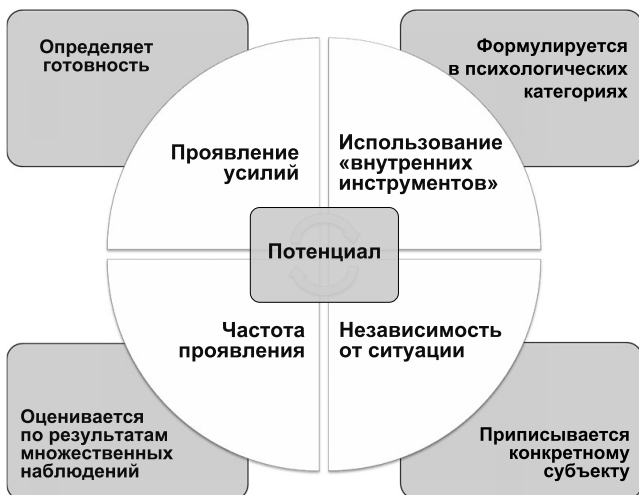 Определяет
готовность
Формулируется
в психологических
категориях
Проявление
усилий
Использование
«внутренних
инструментов»
Потенциал
Частота
проявления
Независимость
от ситуации
Оценивается
по результатам
множественных
наблюдений
Приписывается
конкретному
субъекту